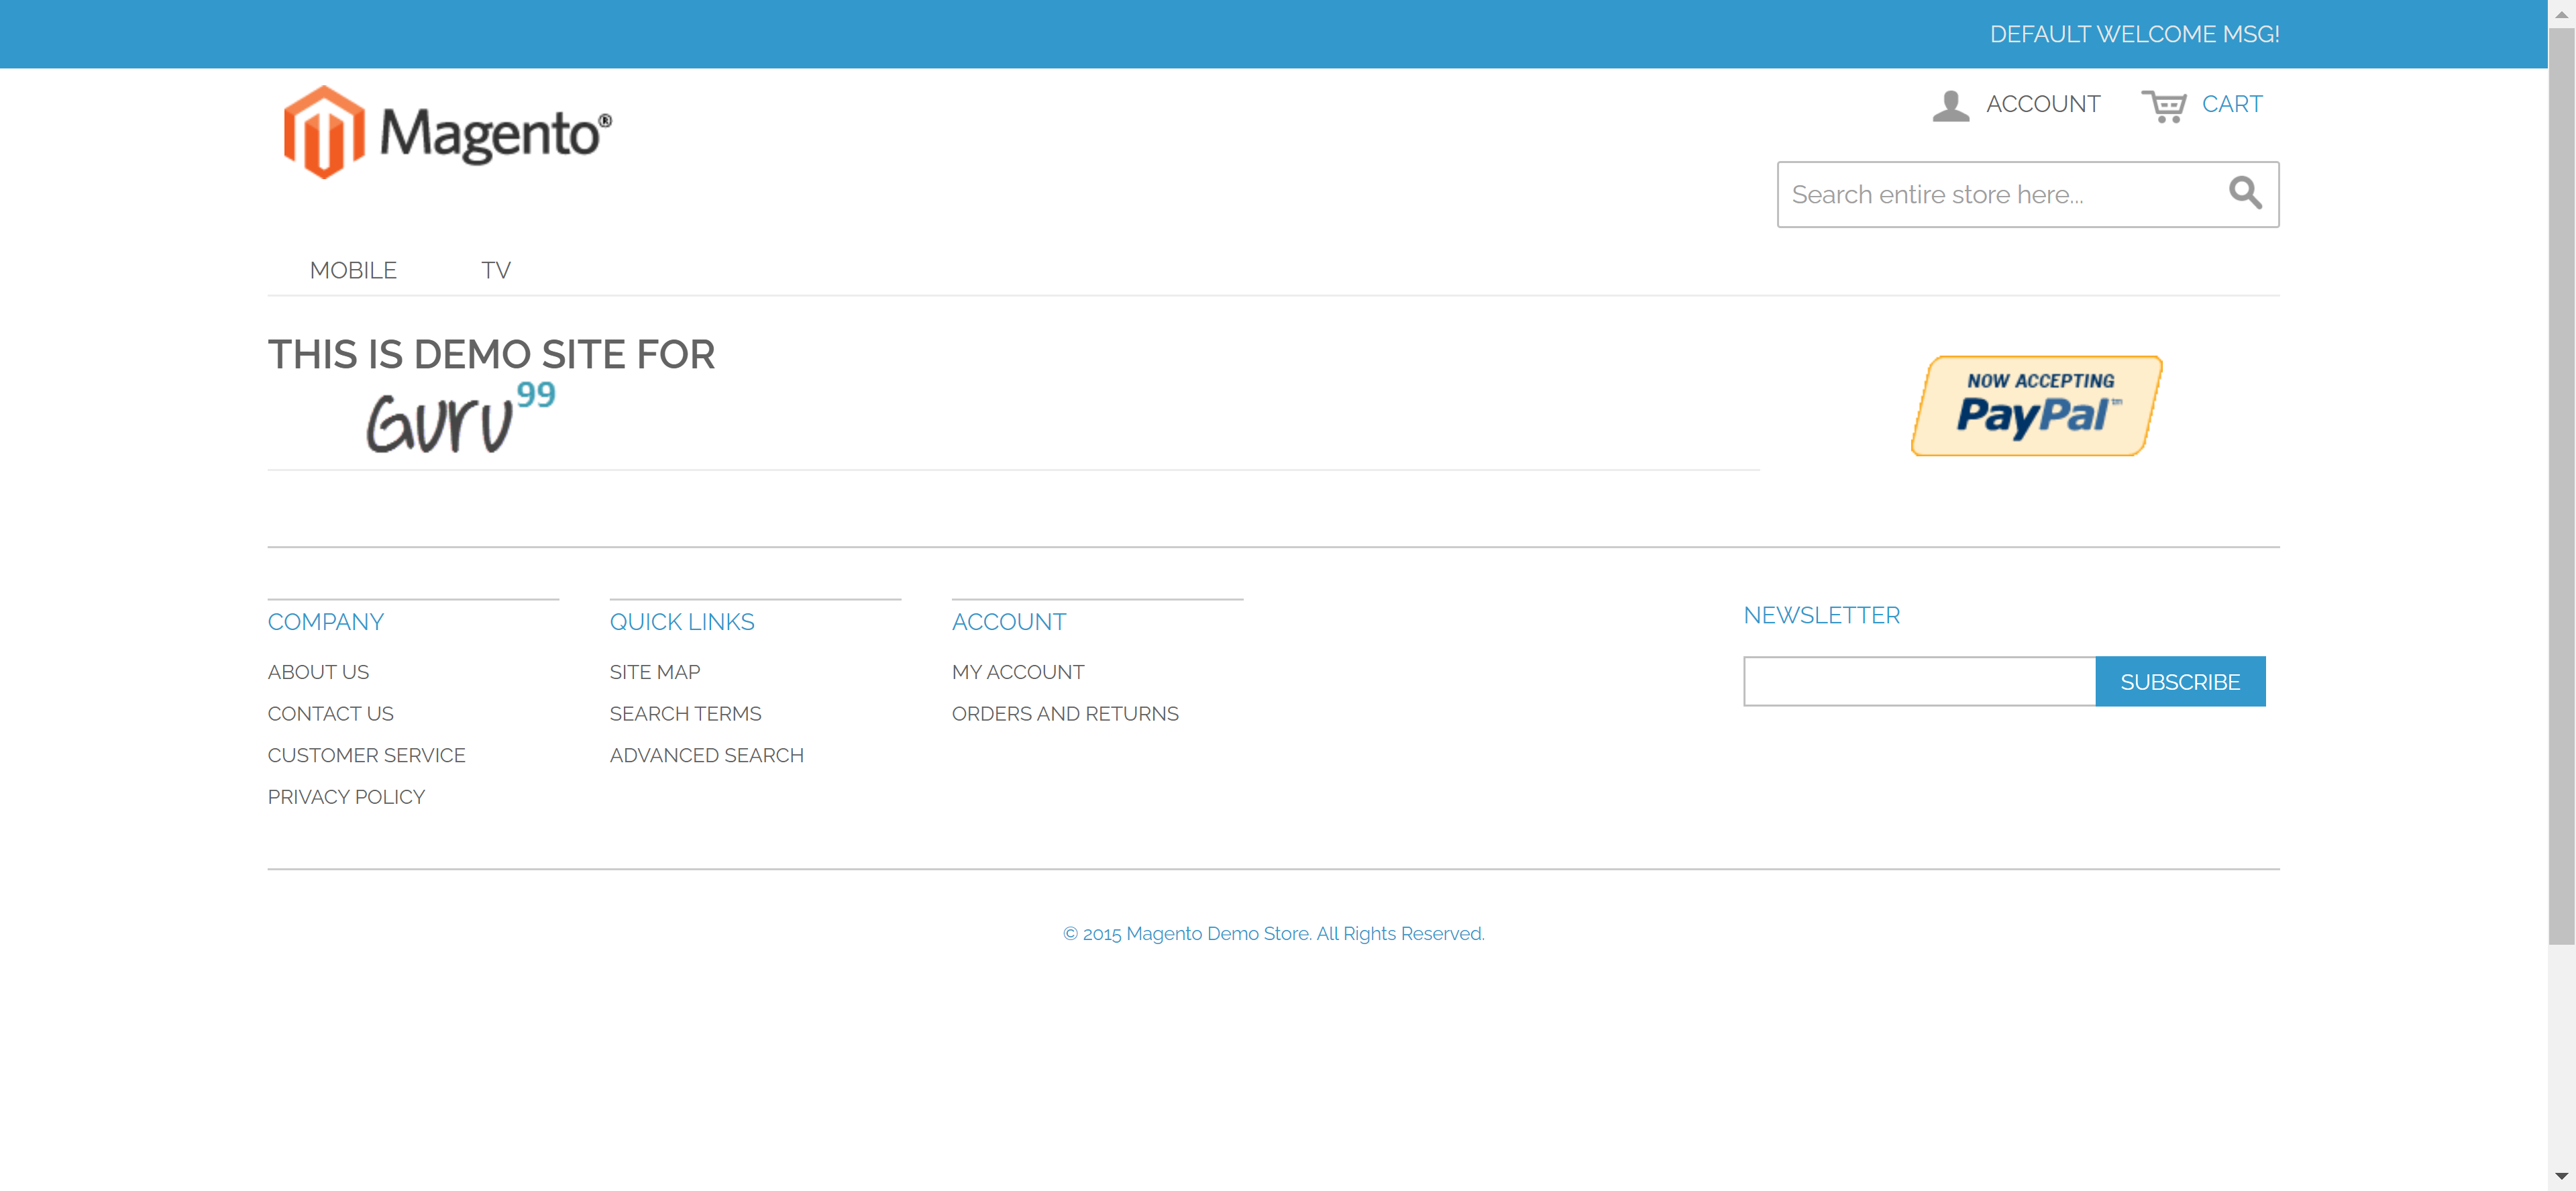 DEFAULT WELCOME MSG!
Magento®
ACCOUNT
CART
Search entire store here...
MOBILE
TV
THIS IS DEMO SITE FOR
Guru99
NOW ACCEPTING
PayPal™
COMPANY
ABOUT US
CONTACT US
CUSTOMER SERVICE
PRIVACY POLICY
QUICK LINKS
SITE MAP
SEARCH TERMS
ADVANCED SEARCH
ACCOUNT
MY ACCOUNT
ORDERS AND RETURNS
NEWSLETTER
SUBSCRIBE
© 2015 Magento Demo Store. All Rights Reserved.